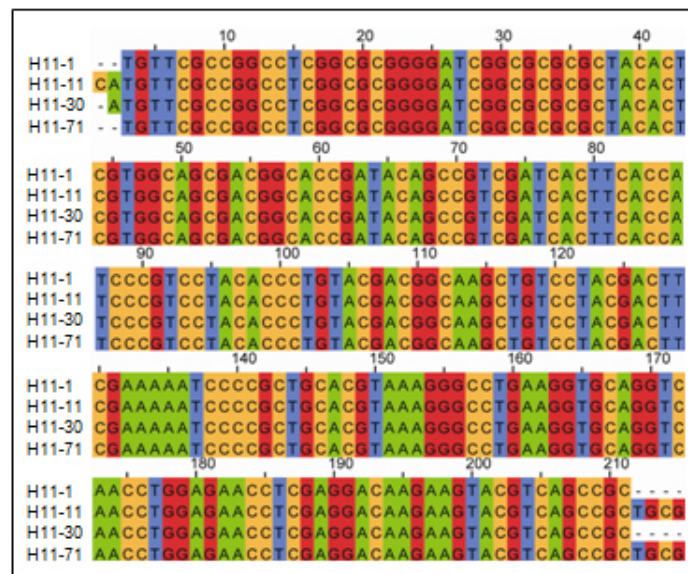 10 20 30 40
H11-1 --TGTTCGCCGGCCTCGGCGCGGGGATCGGCGCGCGCTACACT
H11-11 CATGTTCGCCGGCCTCGGCGCGGGGATCGGCGCGCGCTACACT
H11-30 -ATGTTCGCCGGCCTCGGCGCGGGGATCGGCGCGCGCTACACT
H11-71 --TGTTCGCCGGCCTCGGCGCGGGGATCGGCGCGCGCTACACT
50 60 70 80
H11-1 CGTGGCAGCGACGGCACCGATACAGCCGTCGATCACTTCACCA
H11-11 CGTGGCAGCGACGGCACCGATACAGCCGTCGATCACTTCACCA
H11-30 CGTGGCAGCGACGGCACCGATACAGCCGTCGATCACTTCACCA
H11-71 CGTGGCAGCGACGGCACCGATACAGCCGTCGATCACTTCACCA
90 100 110 120
H11-1 TCCCGTCCTACACCCTGTACGACGGCAAGCTGTCCTACGACTT
H11-11 TCCCGTCCTACACCCTGTACGACGGCAAGCTGTCCTACGACTT
H11-30 TCCCGTCCTACACCCTGTACGACGGCAAGCTGTCCTACGACTT
H11-71 TCCCGTCCTACACCCTGTACGACGGCAAGCTGTCCTACGACTT
140 150 160 170
H11-1 CGAAAAATCCCCGCTGCACGTAAAGGGCCTGAAGGTGCAGGTC
H11-11 CGAAAAATCCCCGCTGCACGTAAAGGGCCTGAAGGTGCAGGTC
H11-30 CGAAAAATCCCCGCTGCACGTAAAGGGCCTGAAGGTGCAGGTC
H11-71 CGAAAAATCCCCGCTGCACGTAAAGGGCCTGAAGGTGCAGGTC
180 190 200 210
H11-1 AACCTGGAGAACCTCGAGGACAAGAAGTACGTCAGCCGC----
H11-11 AACCTGGAGAACCTCGAGGACAAGAAGTACGTCAGCCGCTGCG
H11-30 AACCTGGAGAACCTCGAGGACAAGAAGTACGTCAGCCGC----
H11-71 AACCTGGAGAACCTCGAGGACAAGAAGTACGTCAGCCGCTGCG